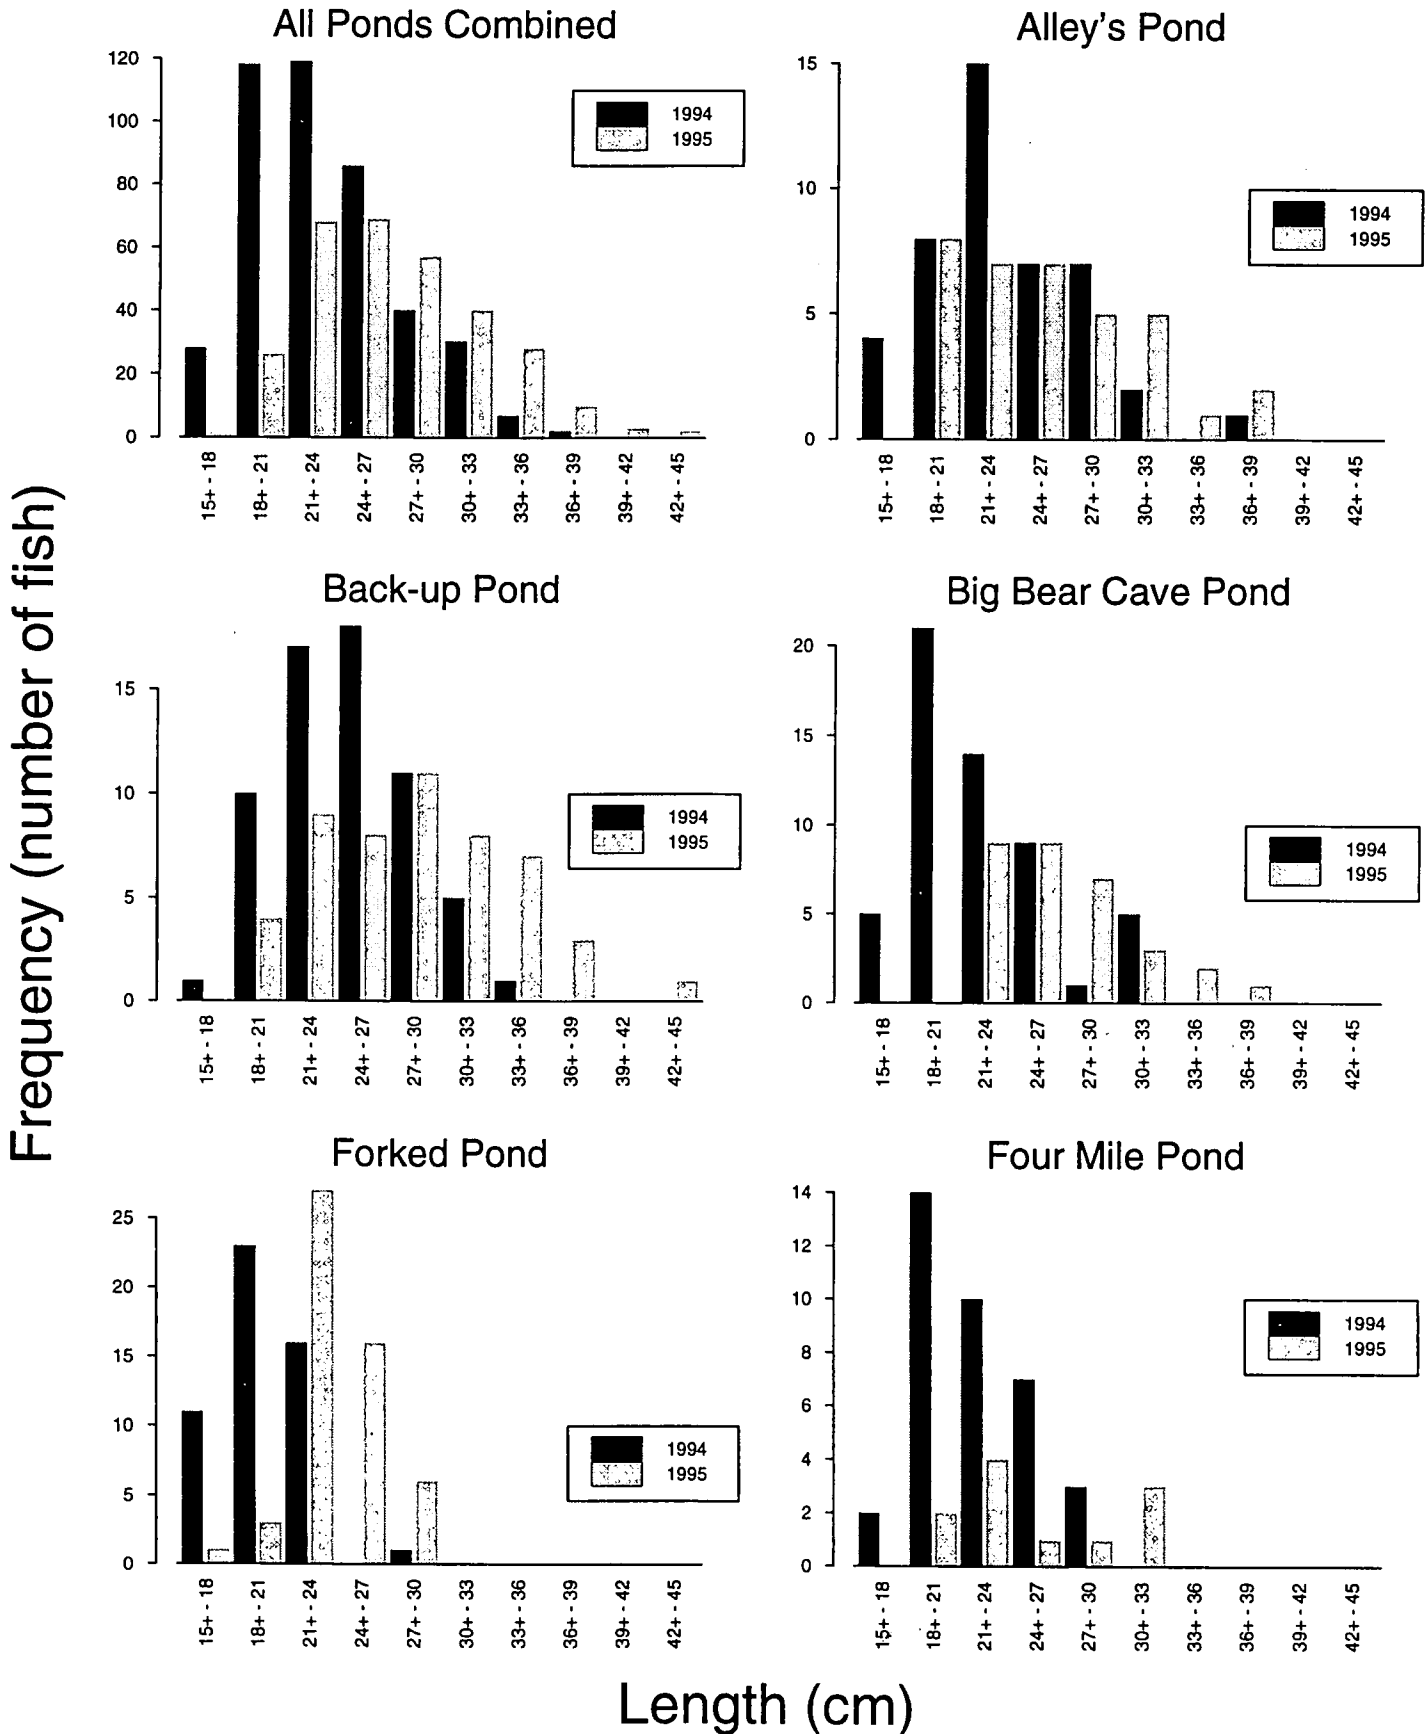 All Ponds Combined
120
100
80
60
40
20
0
1994
1995
15+ - 18
18+ - 21
21+ - 24
24+ - 27
27+ - 30
30+ - 33
33+ - 36
36+ - 39
39+ - 42
42+ - 45
Alley's Pond
15
10
5
0
1994
1995
15+ - 18
18+ - 21
21+ - 24
24+ - 27
27+ - 30
30+ - 33
33+ - 36
36+ - 39
39+ - 42
42+ - 45
Frequency (number of fish)
Back-up Pond
15
10
5
0
1994
1995
15+ - 18
18+ - 21
21+ - 24
24+ - 27
27+ - 30
30+ - 33
33+ - 36
36+ - 39
39+ - 42
42+ - 45
Big Bear Cave Pond
20
15
10
5
0
1994
1995
15+ - 18
18+ - 21
21+ - 24
24+ - 27
27+ - 30
30+ - 33
33+ - 36
36+ - 39
39+ - 42
42+ - 45
Forked Pond
25
20
15
10
5
0
1994
1995
15+ - 18
18+ - 21
21+ - 24
24+ - 27
27+ - 30
30+ - 33
33+ - 36
36+ - 39
39+ - 42
42+ - 45
Four Mile Pond
14
12
10
8
6
4
2
0
1994
1995
15+ - 18
18+ - 21
21+ - 24
24+ - 27
27+ - 30
30+ - 33
33+ - 36
36+ - 39
39+ - 42
42+ - 45
Length (cm)